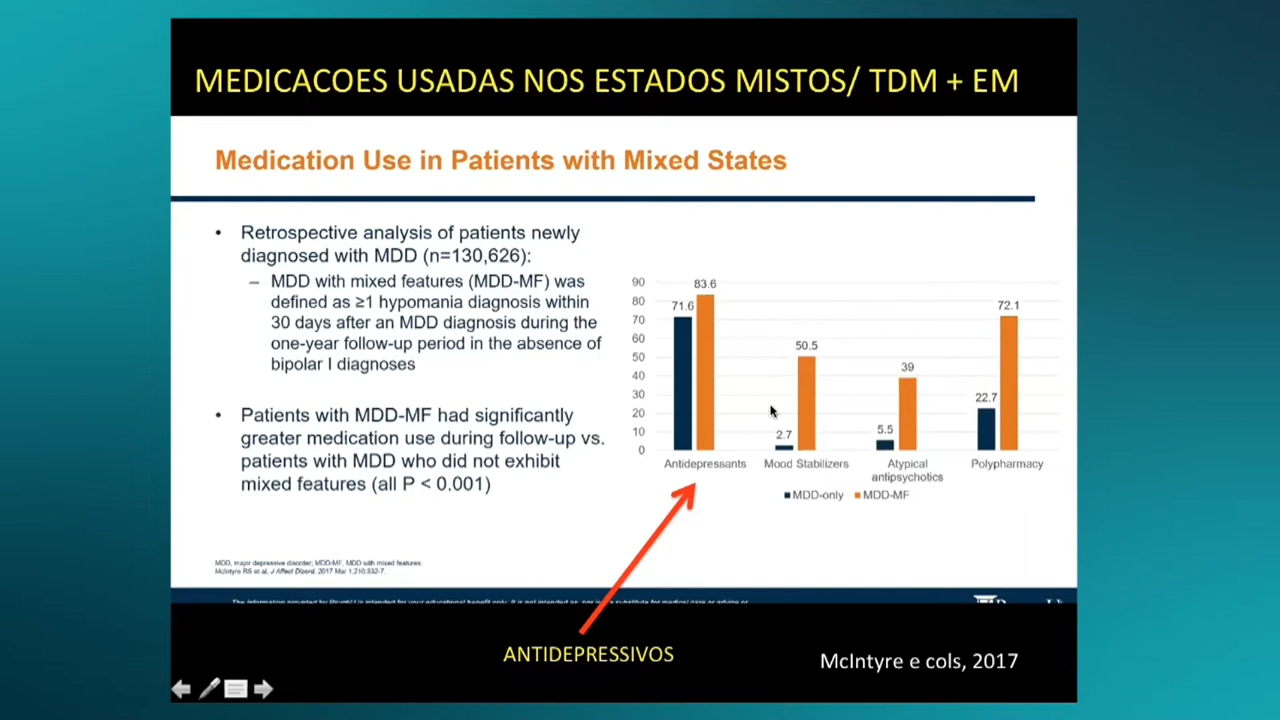 MEDICACOES USADAS NOS ESTADOS MISTOS/ TDM + EM
Medication Use in Patients with Mixed States
• Retrospective analysis of patients newly
diagnosed with MDD (n=130,626):
– MDD with mixed features (MDD-MF) was
defined as ≥1 hypomania diagnosis within
30 days after an MDD diagnosis during the
one-year follow-up period in the absence of
bipolar I diagnoses
• Patients with MDD-MF had significantly
greater medication use during follow-up vs.
patients with MDD who did not exhibit
mixed features (all P < 0.001)
90
80
70
60
50
40
30
20
10
0
71.6
83.6
2.7
50.5
5.5
39
22.7
72.1
Antidepressants
Mood Stabilizers
Atypical
antipsychotics
Polypharmacy
MDD-only
MDD-MF
MDD, major depressive disorder; MDD-MF, MDD with mixed features.
McIntyre RS et al. J Affect Disord. 2017 Mar 1;210:332-7.
ANTIDEPRESSIVOS
McIntyre e cols, 2017